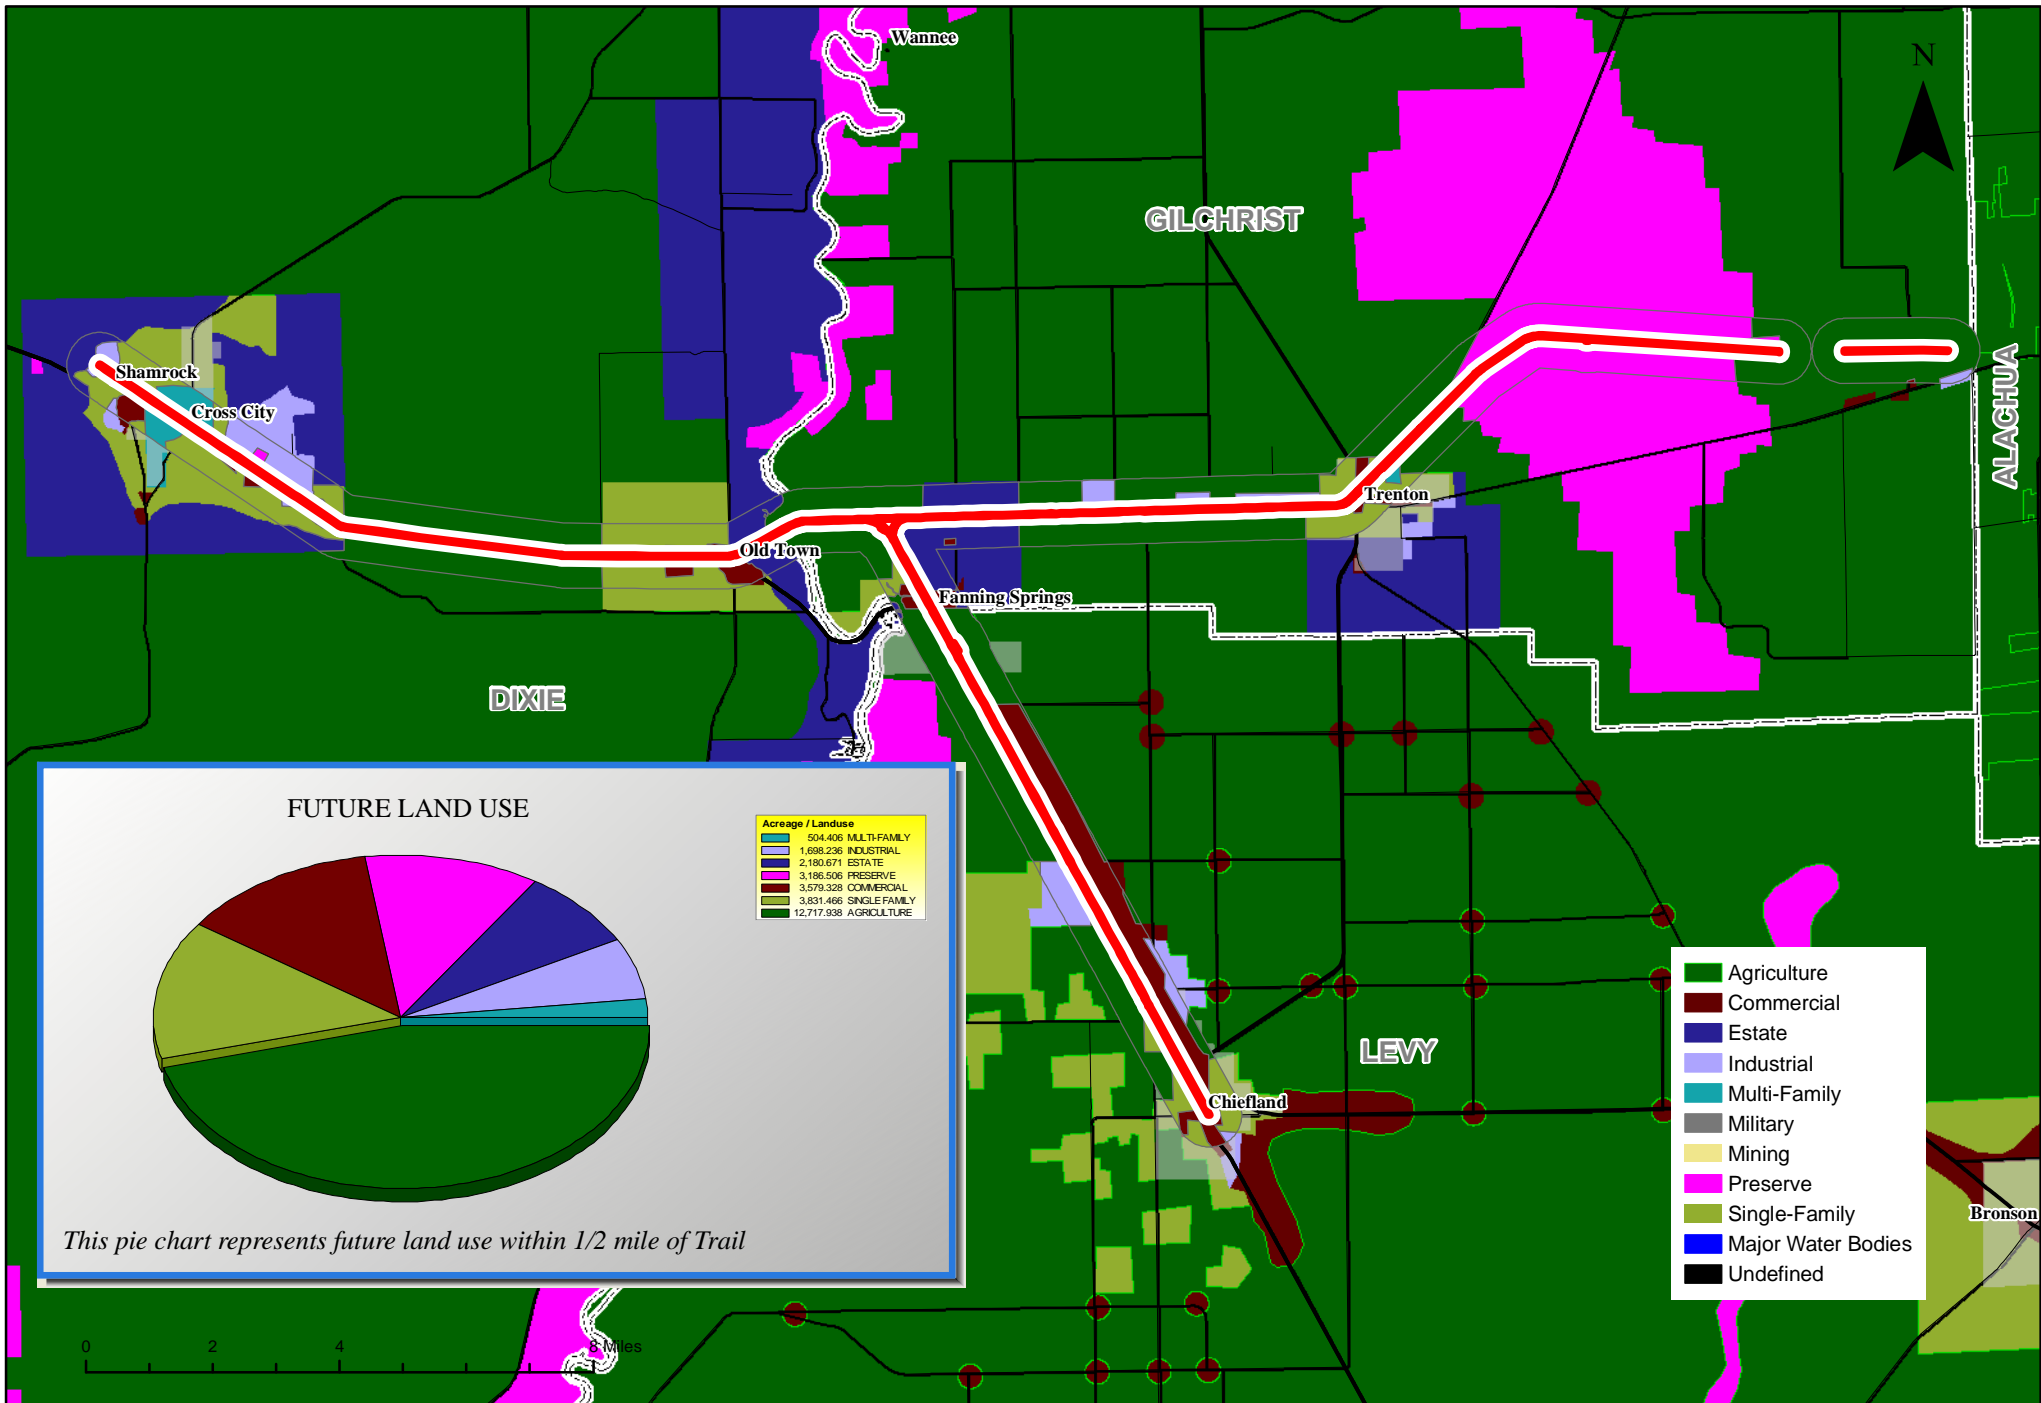 Wannee
N
GILCHRIST
ALACHUA
Shamrock
Cross City
Trenton
Old Town
Fanning Springs
DIXIE
FUTURE LAND USE
Acreage / Landuse
504.406 MULTI-FAMILY
1,698.236 INDUSTRIAL
2,180.671 ESTATE
3,186.506 PRESERVE
3,579.328 COMMERCIAL
3,831.466 SINGLE FAMILY
12,717.938 AGRICULTURE
This pie chart represents future land use within 1/2 mile of Trail
LEVY
Chiefland
Agriculture
Commercial
Estate
Industrial
Multi-Family
Military
Mining
Preserve
Single-Family
Major Water Bodies
Undefined
Bronson
0 2 4 8 Miles